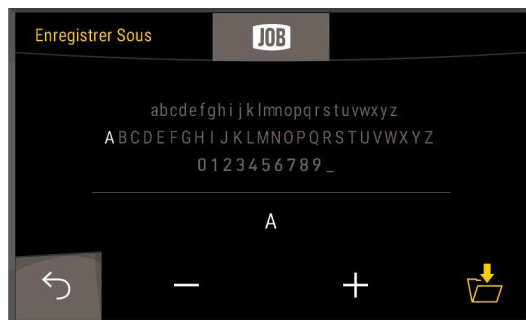 Enregistrer Sous
JOB
abcdefghijklmnopqrstuvwxyz
ABCDEFGHIJKLMNOPQRSTUVWXYZ
0123456789_
A